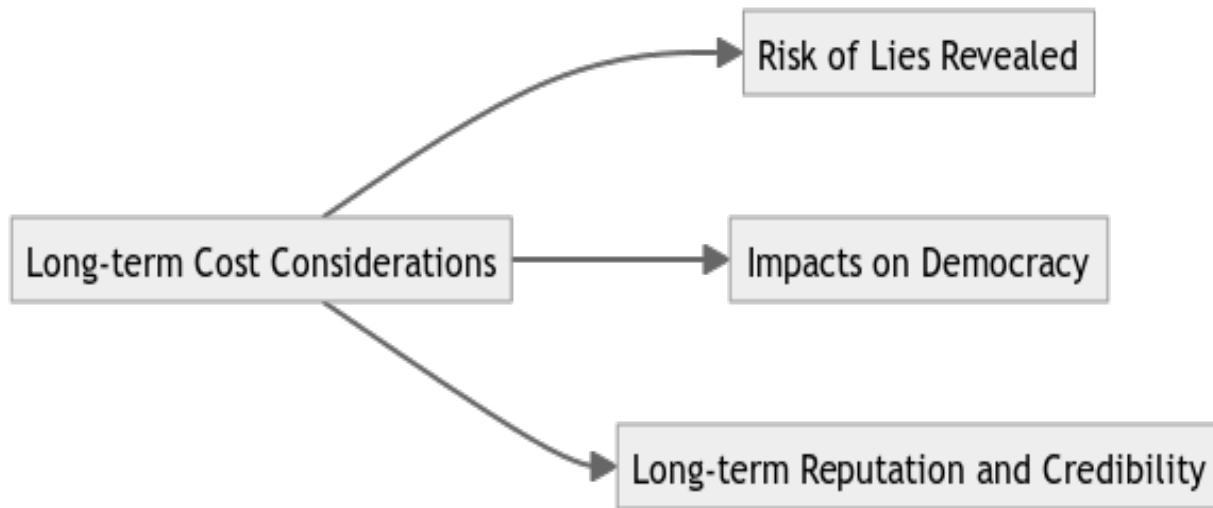 Risk of Lies Revealed
Long-term Cost Considerations
Impacts on Democracy
Long-term Reputation and Credibility